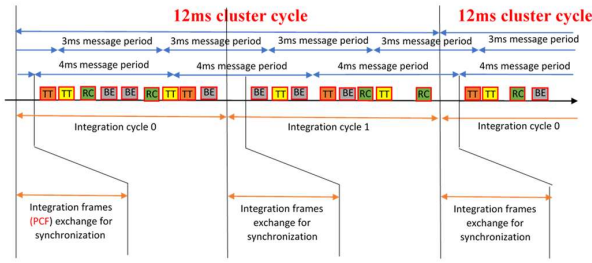 12ms cluster cycle 12ms cluster cycle
3ms message period 3ms message period 3ms message period 3ms message period 3ms message period
4ms message period 4ms message period 4ms message period 4ms message period
TT TT RC BE BE RC TT TT BE BE TT BE TT BE RC TT RC TT TT RC BE
Integration cycle 0 Integration cycle 1 Integration cycle 0
Integration frames Integration frames Integration frames
(PCF) exchange for exchange for exchange for
synchronization synchronization synchronization